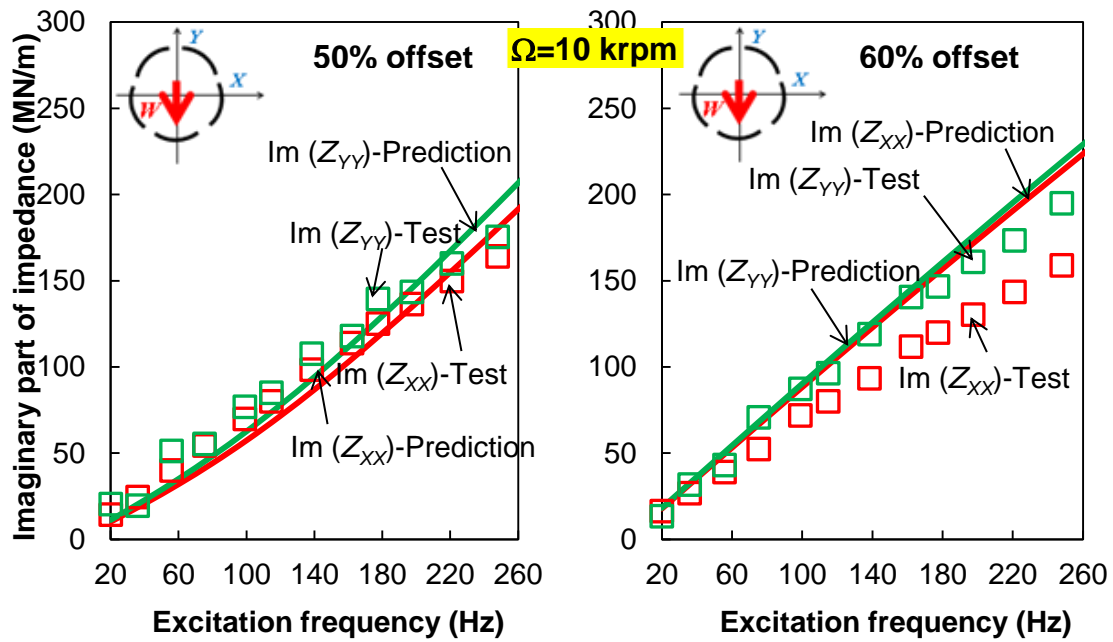 Ω=10 krpm
Imaginary part of impedance (MN/m)
300
250
200
150
100
50
0
50% offset
Y
X
W
Im (ZYY)-Prediction
Im (ZYY)-Test
Im (ZXX)-Test
Im (ZXX)-Prediction
20 60 100 140 180 220 260
Excitation frequency (Hz)
300
250
200
150
100
50
0
60% offset
Y
X
W
Im (ZXX)-Prediction
Im (ZYY)-Test
Im (ZYY)-Prediction
Im (ZXX)-Test
20 60 100 140 180 220 260
Excitation frequency (Hz)